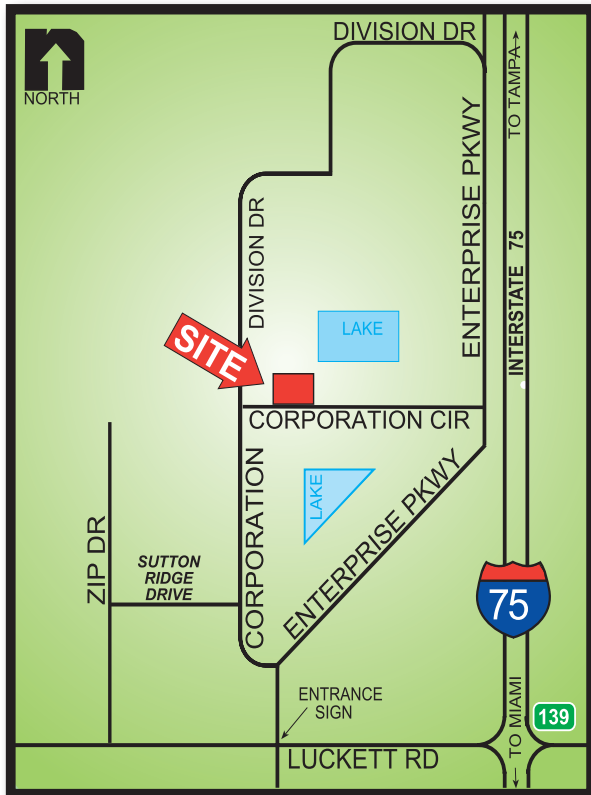 DIVISION DR
NORTH
TO TAMPA
ENTERPRISE PKWY
DIVISION DR
INTERSTATE 75
LAKE
SITE
CORPORATION CIR
CORPORATION
LAKE
ENTERPRISE PKWY
ZIP DR
SUTTON
RIDGE
DRIVE
75
ENTRANCE
SIGN
TO MIAMI
139
LUCKETT RD